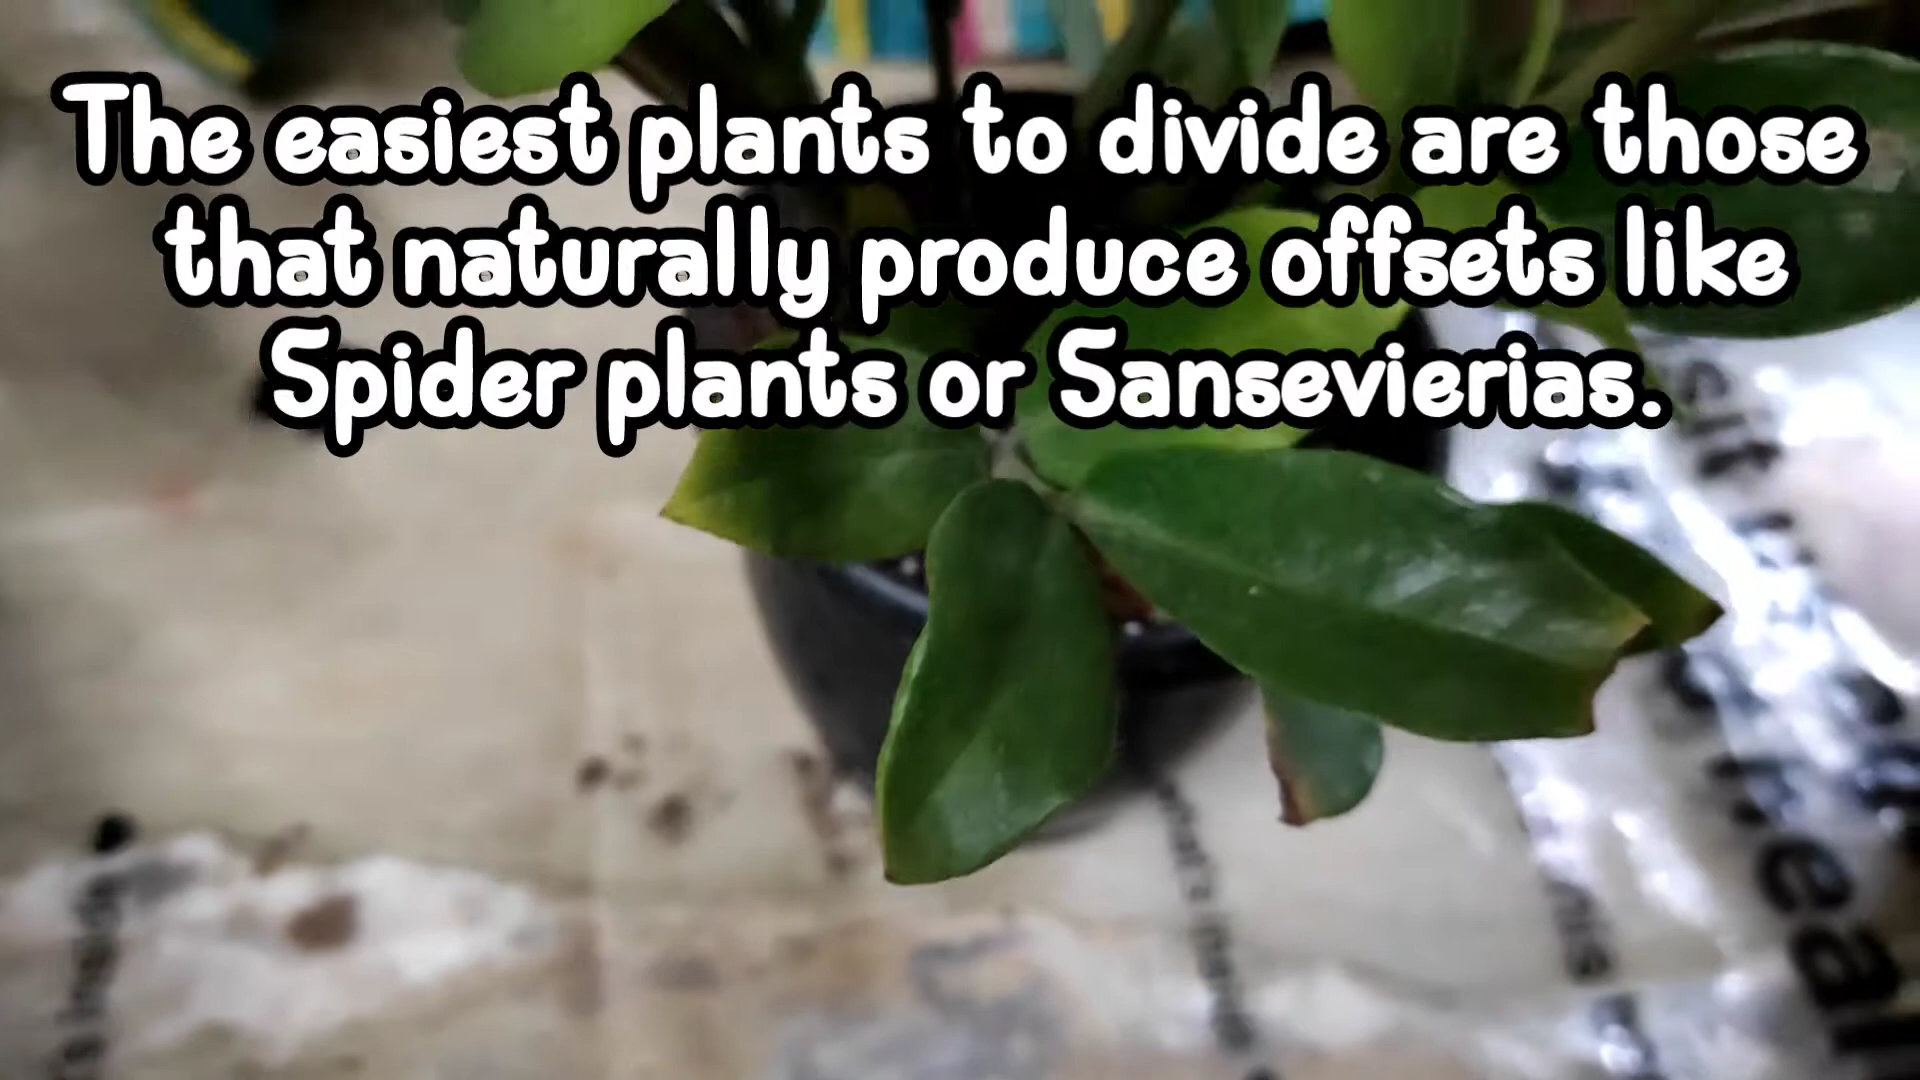 The easiest plants to divide are those
that naturally produce offsets like
Spider plants or Sansevierias.